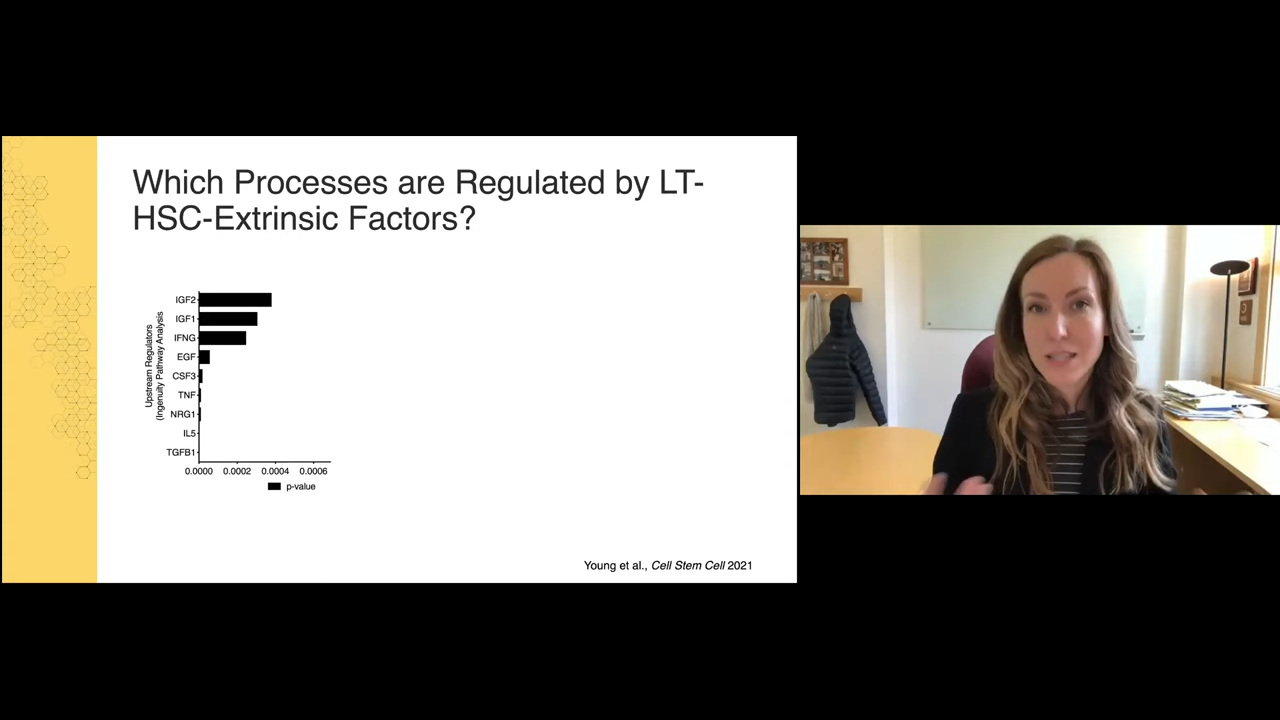 Which Processes are Regulated by LT-
HSC-Extrinsic Factors?
Upstream Regulators
(Ingenuity Pathway Analysis)
IGF2
IGF1
IFNG
EGF
CSF3
TNF
NRG1
IL5
TGFB1
0.0000 0.0002 0.0004 0.0006
p-value
Young et al., Cell Stem Cell 2021